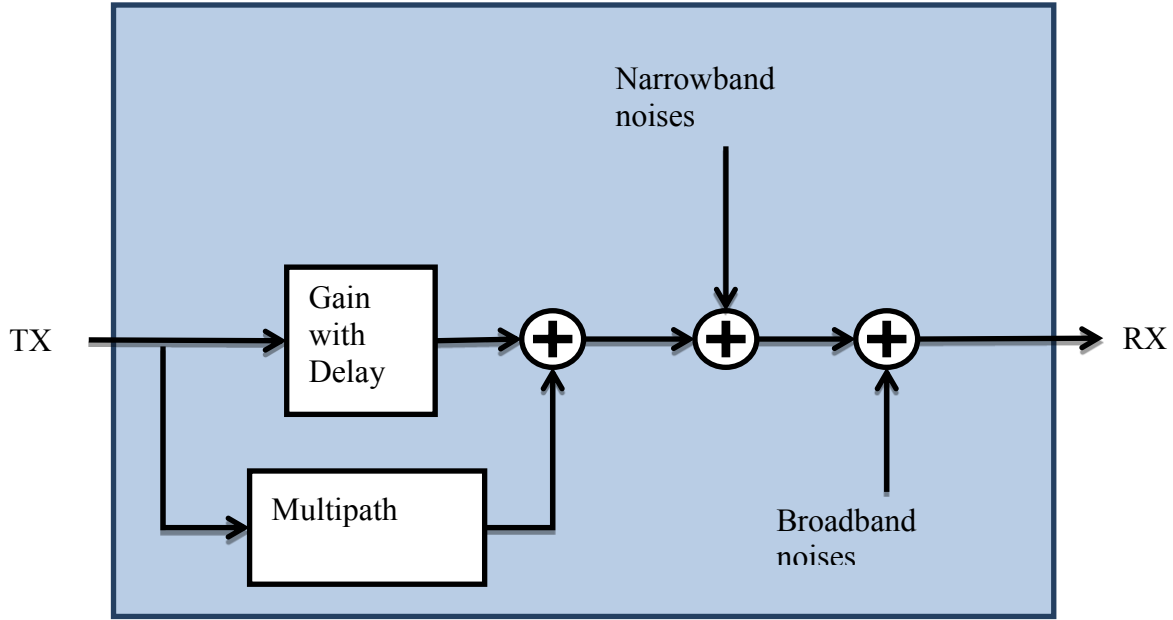 Narrowband
noises
Gain
with
Delay
TX
RX
Multipath
Broadband
noises